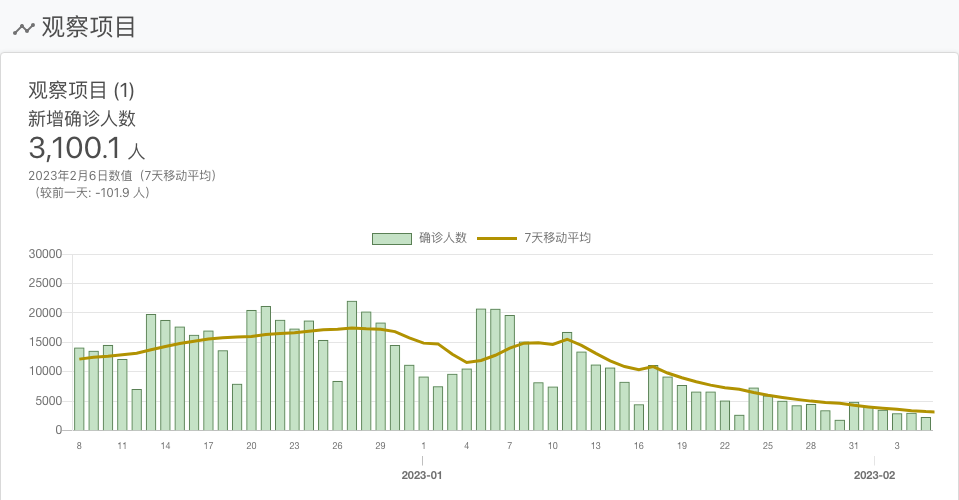 观察项目
观察项目 (1)
新增确诊人数
3,100.1 人
2023年2月6日数值（7天移动平均）
（较前一天: -101.9 人）
确诊人数 7天移动平均
30000
25000
20000
15000
10000
5000
0
8 11 14 17 20 23 26 29 1 4 7 10 13 16 19 22 25 28 31 3
2023-01 2023-02